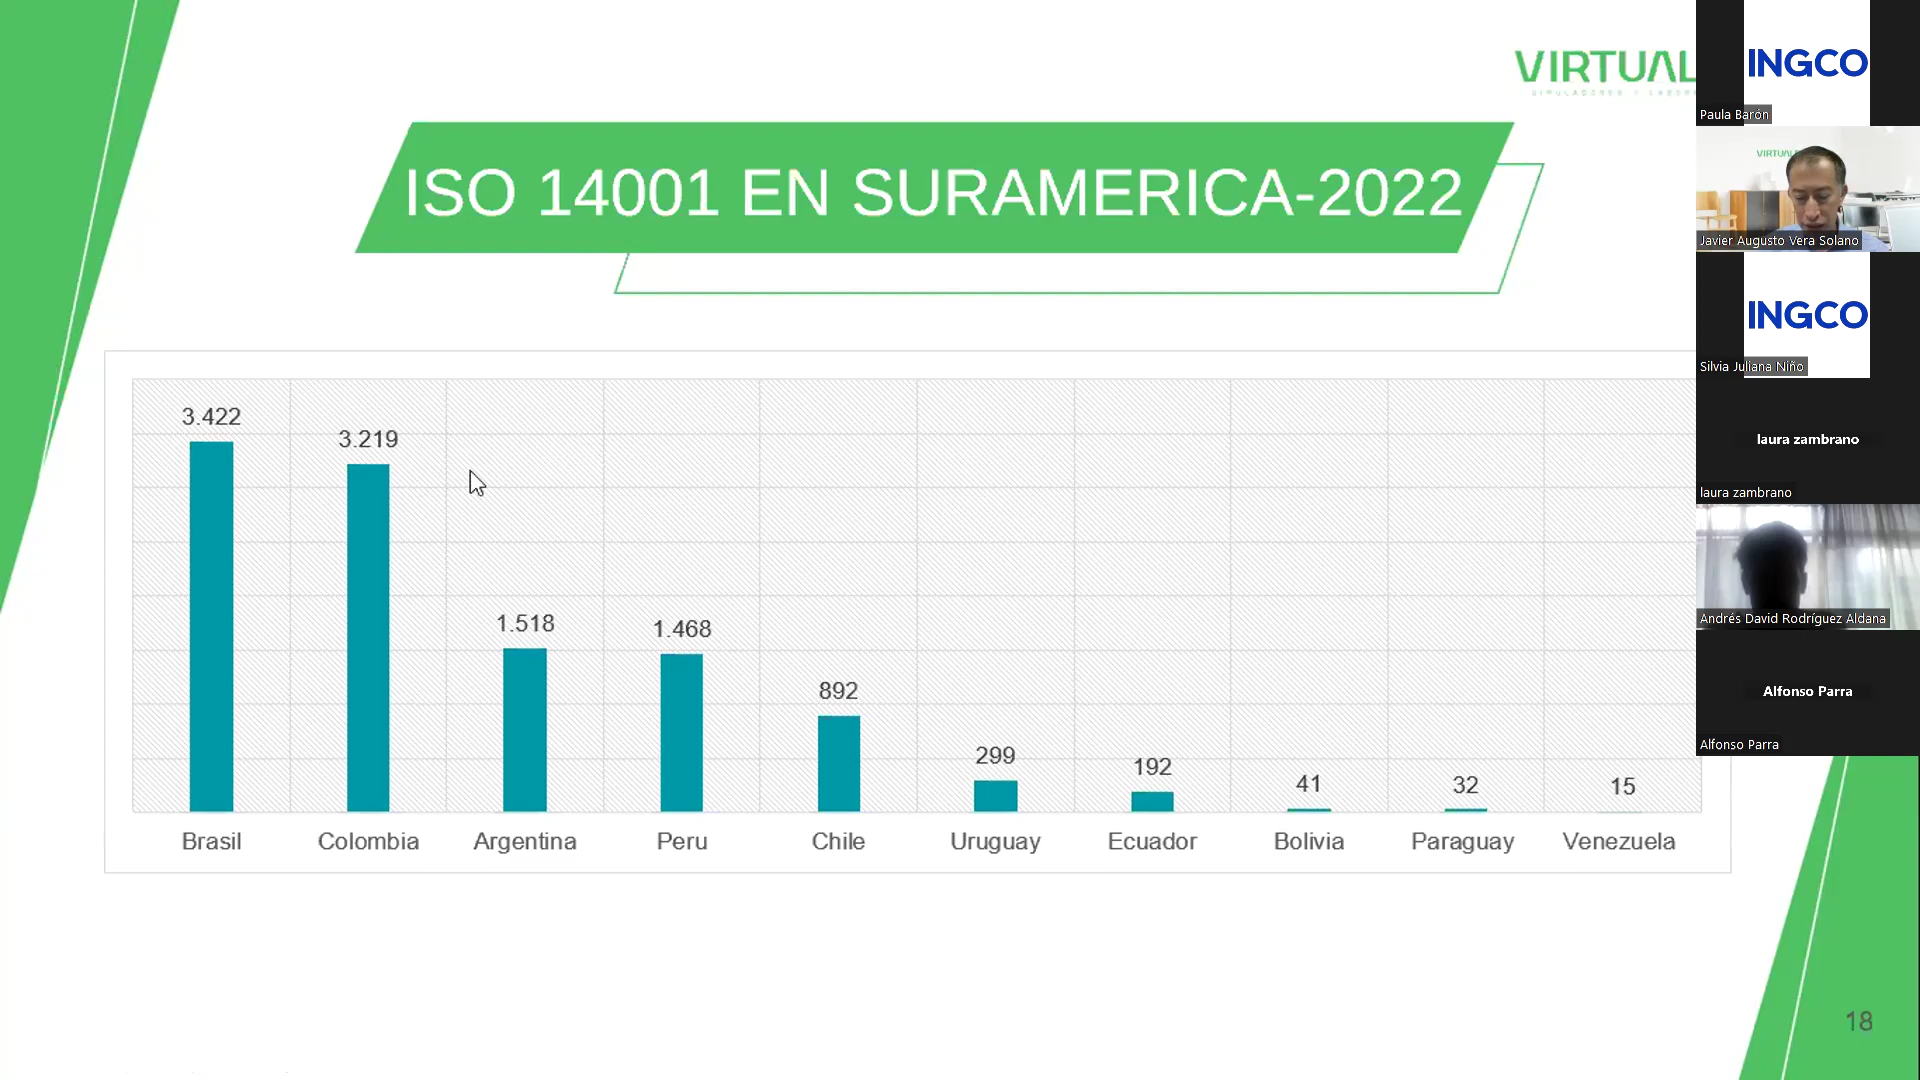 VIRTUAL
ISO 14001 EN SURAMERICA-2022
3.422
3.219
1.518
1.468
892
299
192
41
32
15
Brasil
Colombia
Argentina
Peru
Chile
Uruguay
Ecuador
Bolivia
Paraguay
Venezuela
18
INGCO
Paula Barón
VIRTUAL
Javier Augusto Vera Solano
INGCO
Silvia Juliana Niño
laura zambrano
laura zambrano
Andrés David Rodríguez Aldana
Alfonso Parra
Alfonso Parra